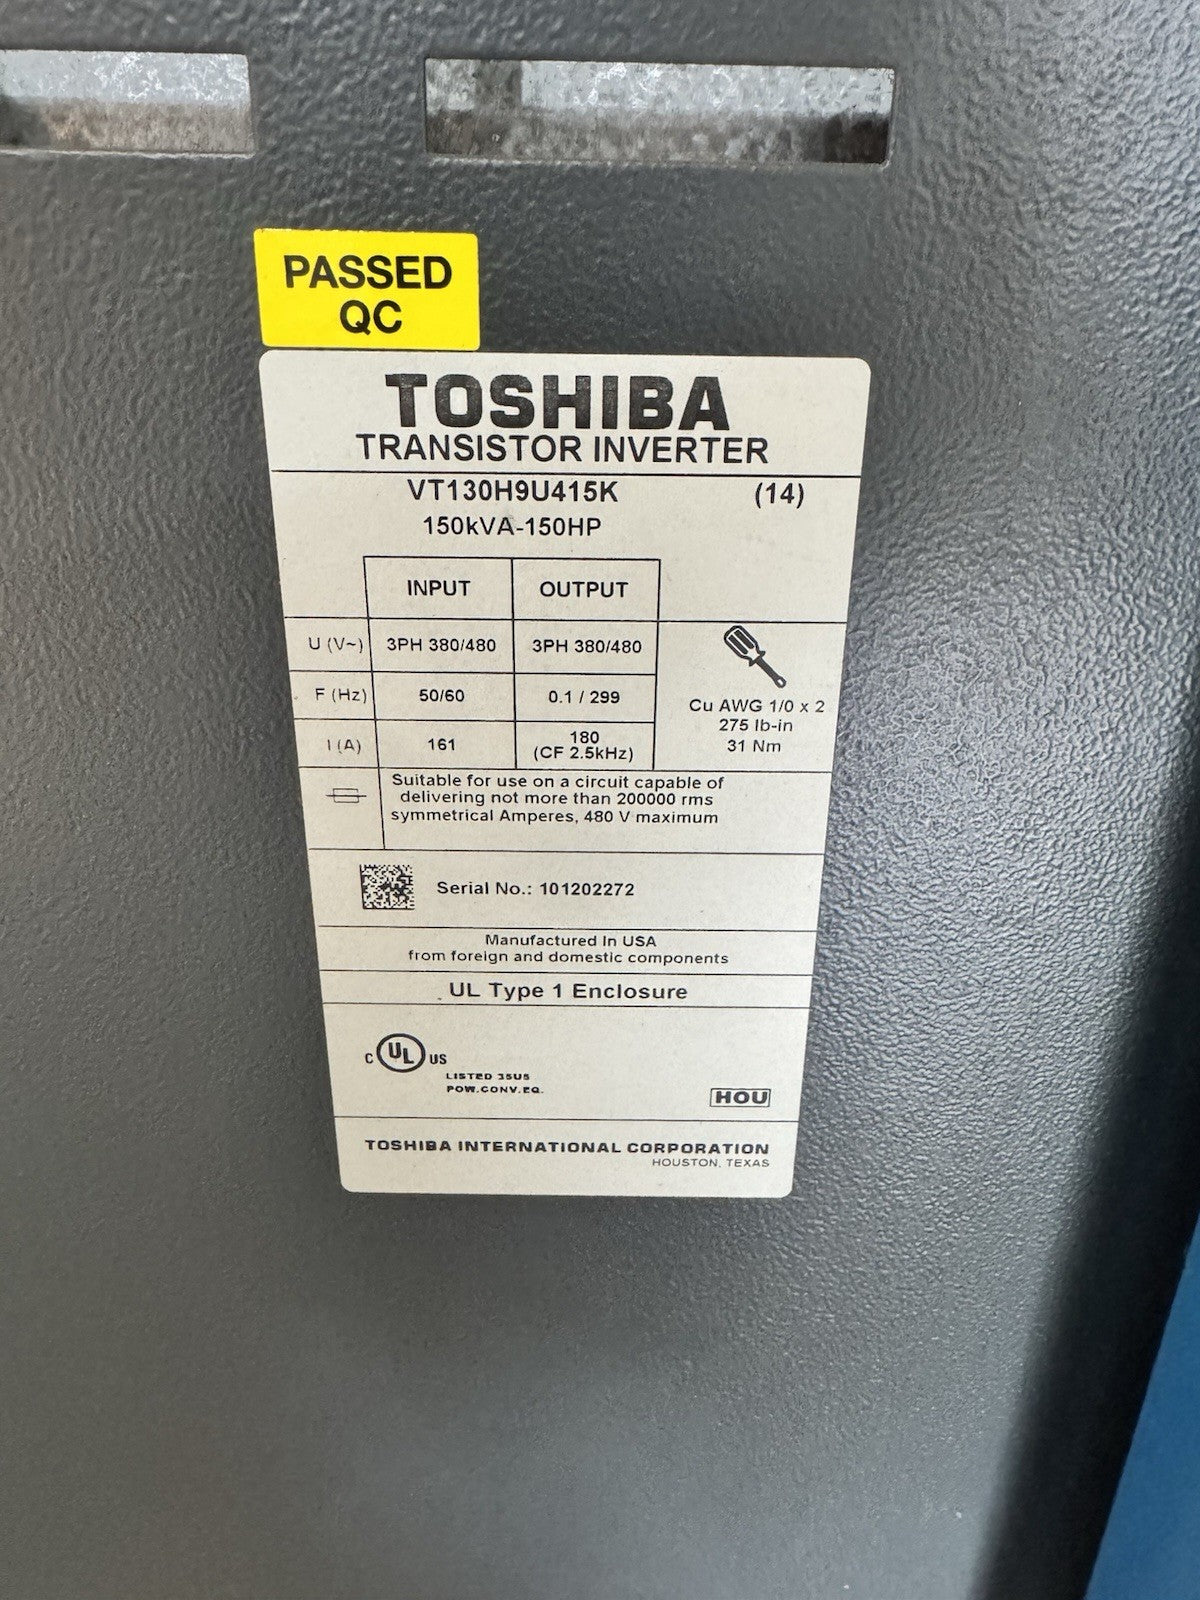 PASSED
QC
TOSHIBA
TRANSISTOR INVERTER
VT130H9U415K (14)
150kVA-150HP
INPUT OUTPUT
U (V~) 3PH 380/480 3PH 380/480
F (Hz) 50/60 0.1 / 299
I (A) 161 180
(CF 2.5kHz)
Cu AWG 1/0 x 2
275 lb-in
31 Nm
Suitable for use on a circuit capable of
delivering not more than 200000 rms
symmetrical Amperes, 480 V maximum
Serial No.: 101202272
Manufactured In USA
from foreign and domestic components
UL Type 1 Enclosure
C UL US
LISTED 35U5
POW.CONV.EQ.
HOU
TOSHIBA INTERNATIONAL CORPORATION
HOUSTON, TEXAS